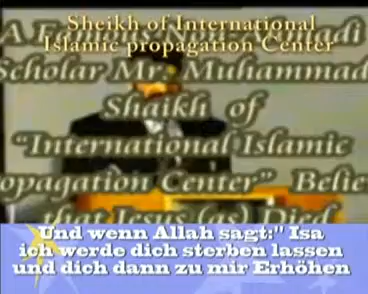 Sheikh of International
Islamic propagation Center
A Famous Non-Ahmadi
Scholar Mr. Muhammad
Shaikh of
"International Islamic
opagation Center" Belie
that Jesus (as) Died
Und wenn Allah sagt:" Isa
ich werde dich sterben lassen
und dich dann zu mir Erhöhen